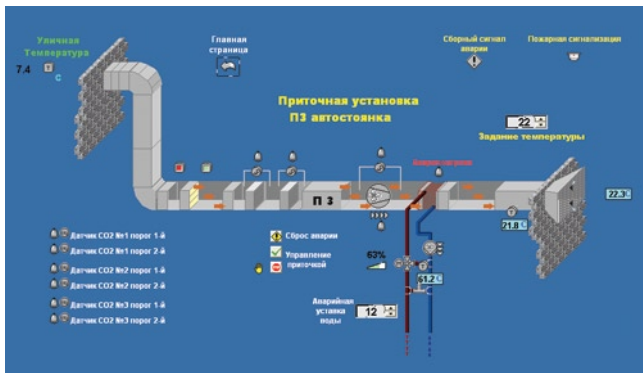 Уличная
Температура
7.4
С
Главная
страница
Сборный сигнал
аварии
Пожарная сигнализация
Приточная установка
П3 автостоянка
22
Задание температуры
22.3С
П 3
21.8 С
Датчик СО2 №1 порог 1-й
Датчик СО2 №1 порог 2-й
Датчик СО2 №2 порог 1-й
Датчик СО2 №2 порог 2-й
Датчик СО2 №3 порог 1-й
Датчик СО2 №3 порог 2-й
Сброс аварии
Управление
приточкой
63%
61.2 С
Аварийная
уставка
воды
12